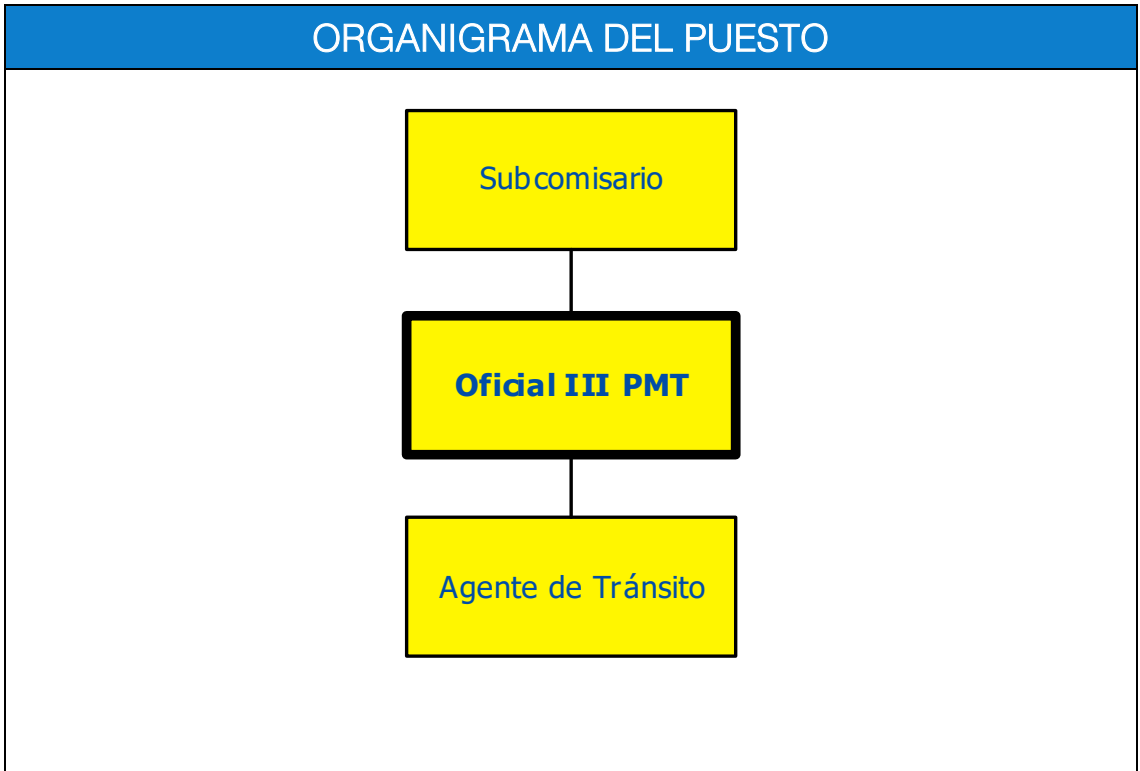 ORGANIGRAMA DEL PUESTO
Subcomisario
Oficial III PMT
Agente de Tránsito